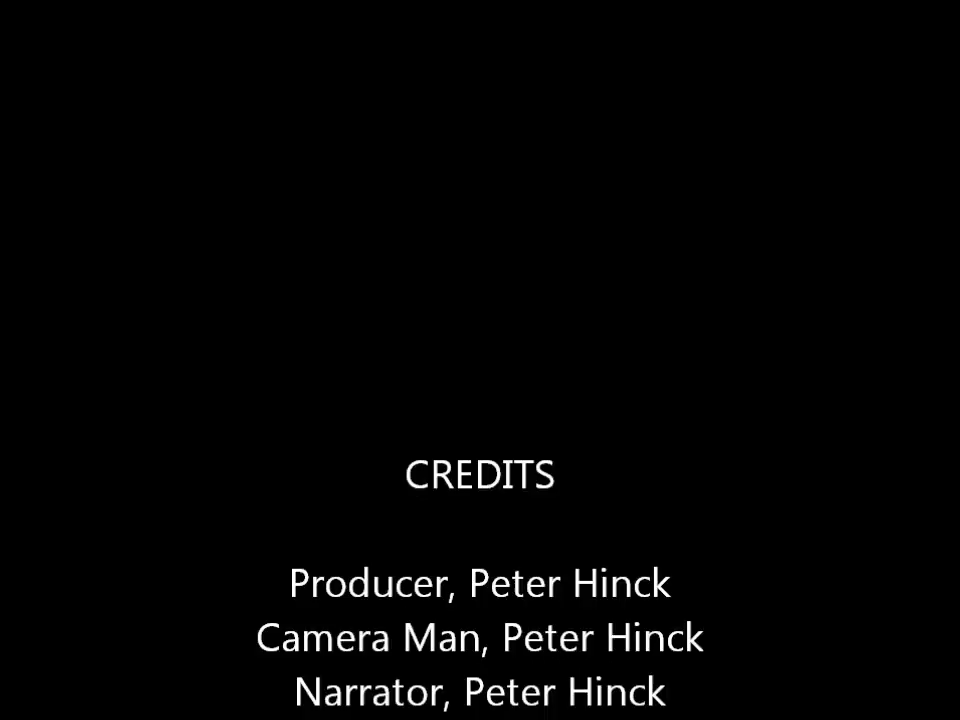 CREDITS
Producer, Peter Hinck
Camera Man, Peter Hinck
Narrator, Peter Hinck